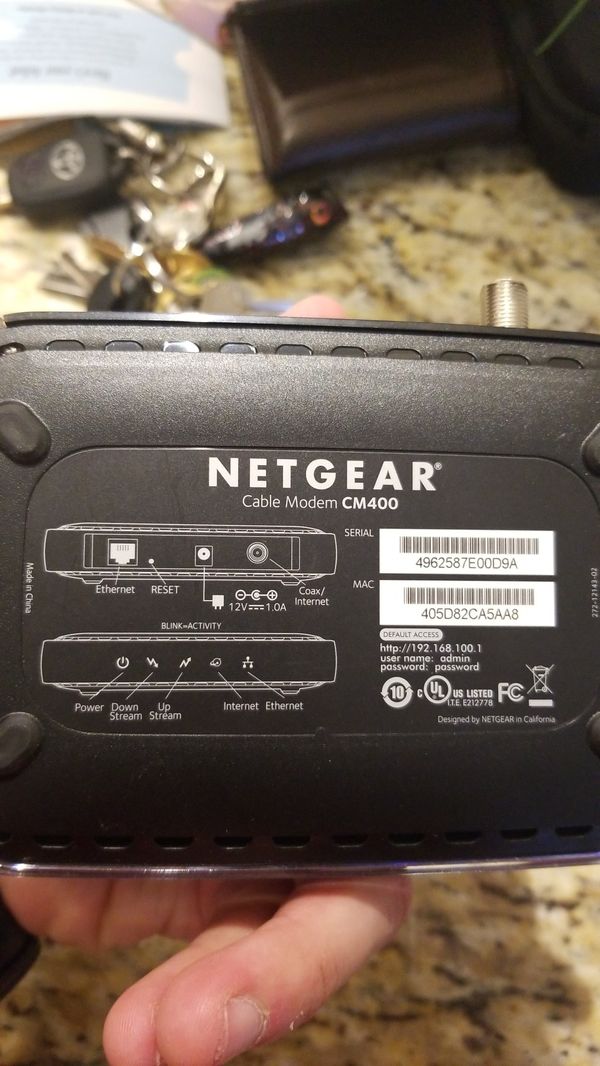 NETGEAR®
Cable Modem CM400
SERIAL
4962587E00D9A
MAC
405D82CA5AA8
Ethernet
RESET
12V 1.0A
Coax/
Internet
BLINK=ACTIVITY
Power
Down
Stream
Up
Stream
Internet
Ethernet
DEFAULT ACCESS
http://192.168.100.1
user name: admin
password: password
10
C UL US LISTED
I.T.E. E212778
FC
Designed by NETGEAR in California
Made in China
272-12143-02